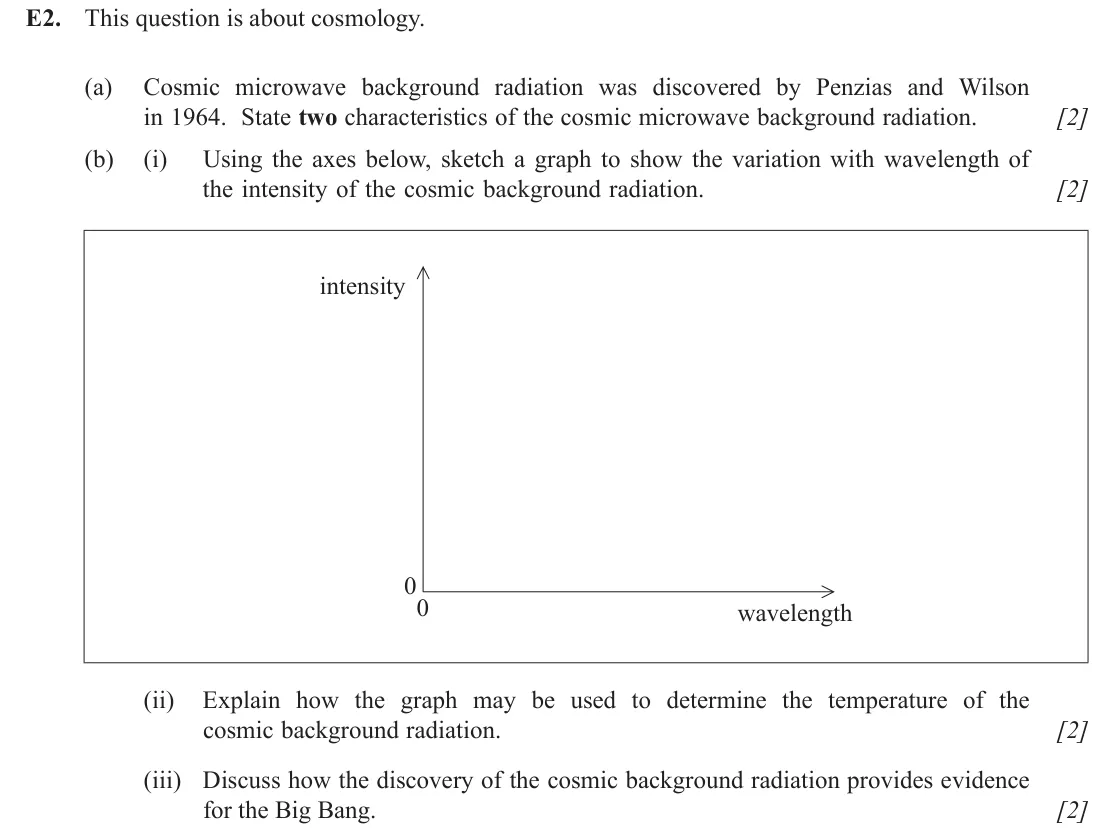 E2. This question is about cosmology.
(a) Cosmic microwave background radiation was discovered by Penzias and Wilson
in 1964. State two characteristics of the cosmic microwave background radiation. [2]
(b) (i) Using the axes below, sketch a graph to show the variation with wavelength of
the intensity of the cosmic background radiation. [2]
intensity
0
0
wavelength
(ii) Explain how the graph may be used to determine the temperature of the
cosmic background radiation. [2]
(iii) Discuss how the discovery of the cosmic background radiation provides evidence
for the Big Bang. [2]